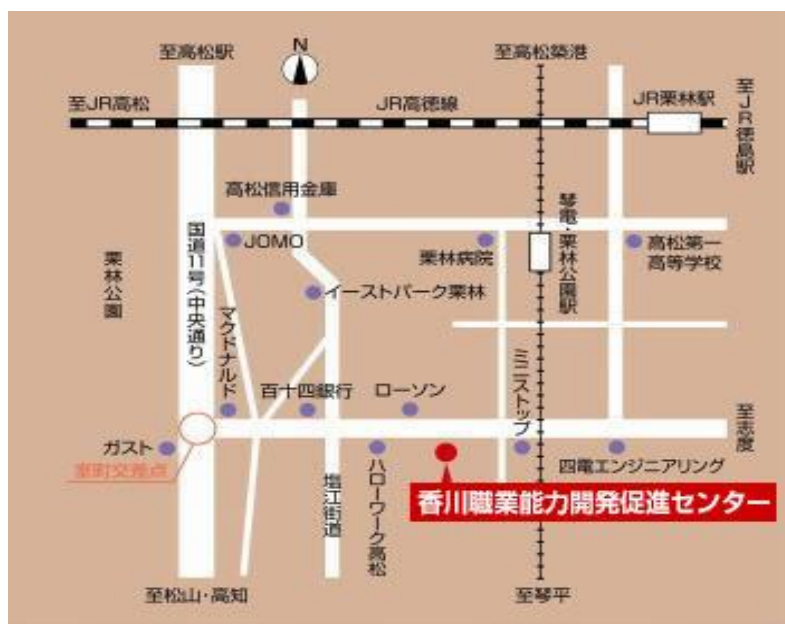 至高松駅
N
至高松築港
至JR高松
JR高徳線
JR栗林駅
至JR徳島駅
高松信用金庫
国道11号(中央通り)
JOMO
栗林病院
琴電・栗林公園駅
高松第一
高等学校
栗林公園
イーストパーク栗林
マクドナルド
百十四銀行
ローソン
ミニストップ
至志度
ガスト
室町交差点
塩江街道
ハローワーク高松
四電エンジニアリング
香川職業能力開発促進センター
至松山・高知
至琴平